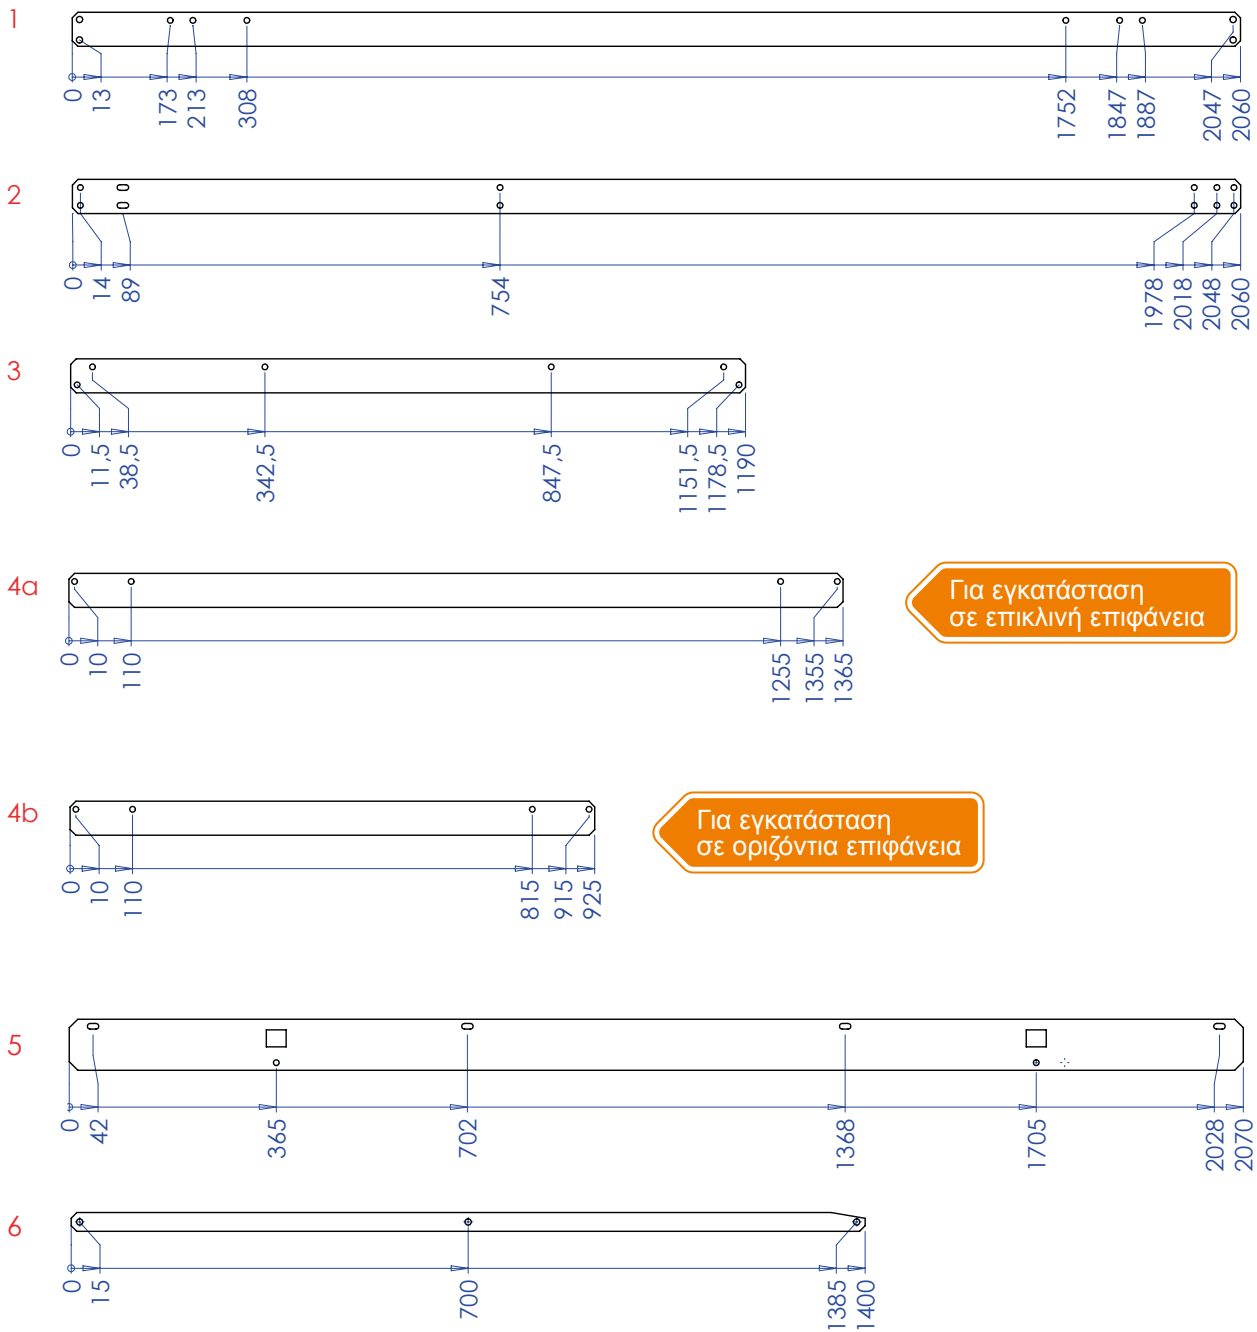 1
0 13 173 213 308 1752 1847 1887 2047 2060
2
0 14 89 754 1978 2018 2048 2060
3
0 11,5 38,5 342,5 847,5 1151,5 1178,5 1190
4a
Για εγκατάσταση
σε επικλινή επιφάνεια
0 10 110 1255 1355 1365
4b
Για εγκατάσταση
σε οριζόντια επιφάνεια
0 10 110 815 915 925
5
0 42 365 702 1368 1705 2028 2070
6
0 15 700 1385 1400